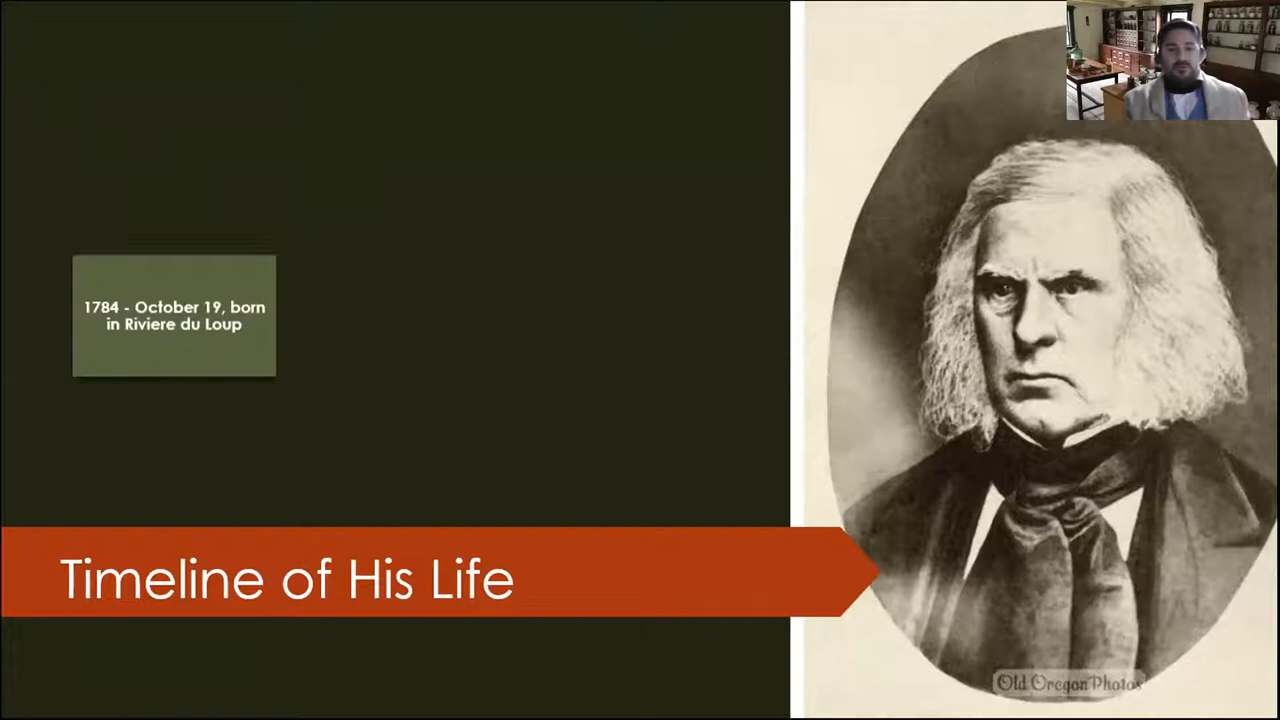 1784 - October 19, born
in Riviere du Loup
Timeline of His Life
Old Oregon Photos